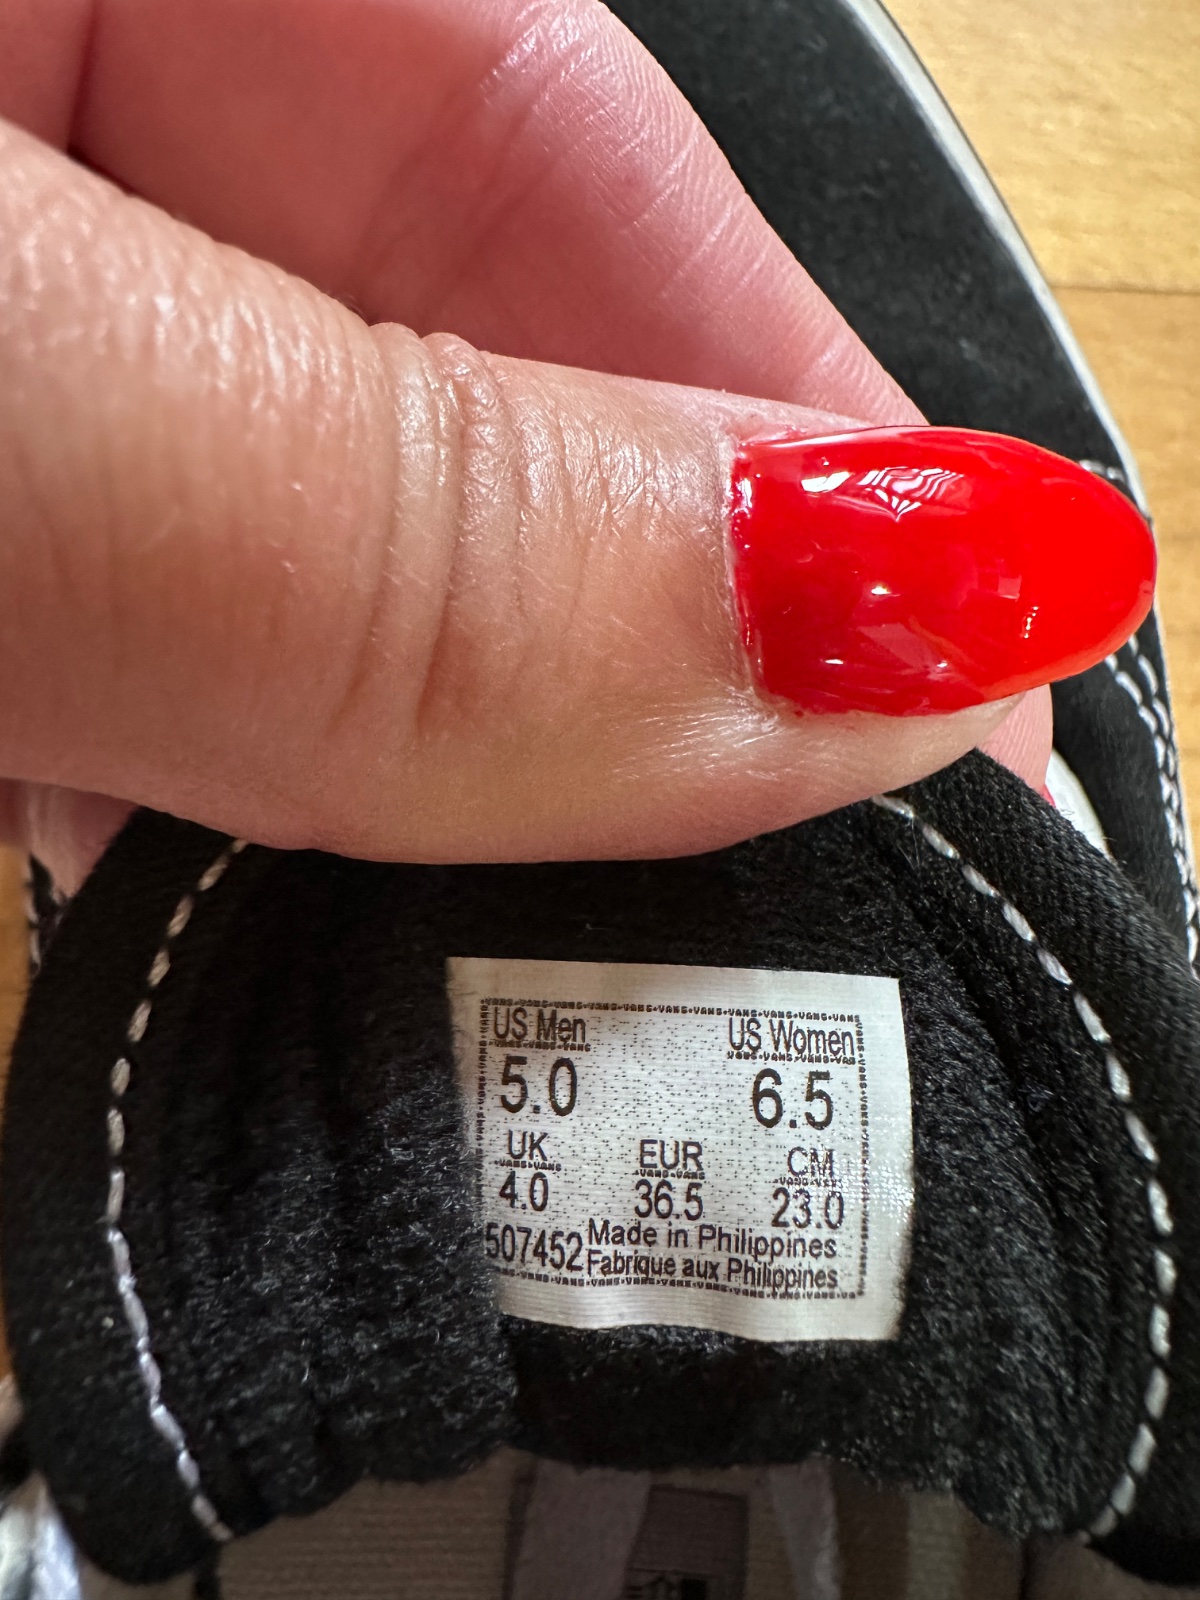 US Men US Women
5.0 6.5
UK EUR CM
4.0 36.5 23.0
507452 Made in Philippines
Fabrique aux Philippines